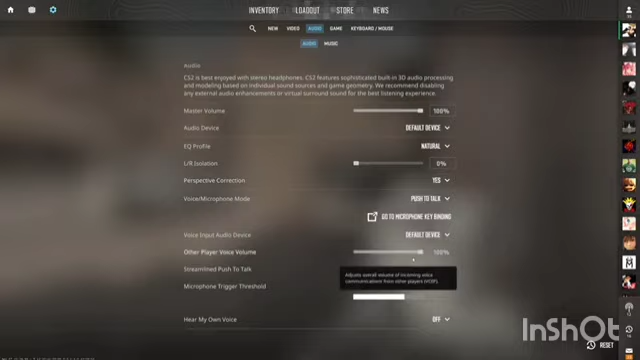 INVENTORY LOADOUT STORE NEWS
NEW VIDEO AUDIO GAME KEYBOARD / MOUSE
AUDIO MUSIC
Audio
CS2 is best enjoyed with stereo headphones. CS2 features sophisticated built-in 3D audio processing
and modeling based on individual sound sources and game geometry. We recommend disabling
any external audio enhancements or virtual surround sound for the best listening experience.
Master Volume 100%
Audio Device DEFAULT DEVICE
EQ Profile NATURAL
L/R Isolation 0%
Perspective Correction YES
Voice/Microphone Mode PUSH TO TALK
GO TO MICROPHONE KEY BINDING
Voice Input Audio Device DEFAULT DEVICE
Other Player Voice Volume 100%
Streamlined Push To Talk
Adjusts overall volume of incoming voice
communications from other players (VOIP)
Microphone Trigger Threshold
Hear My Own Voice OFF
InShOt
RESET